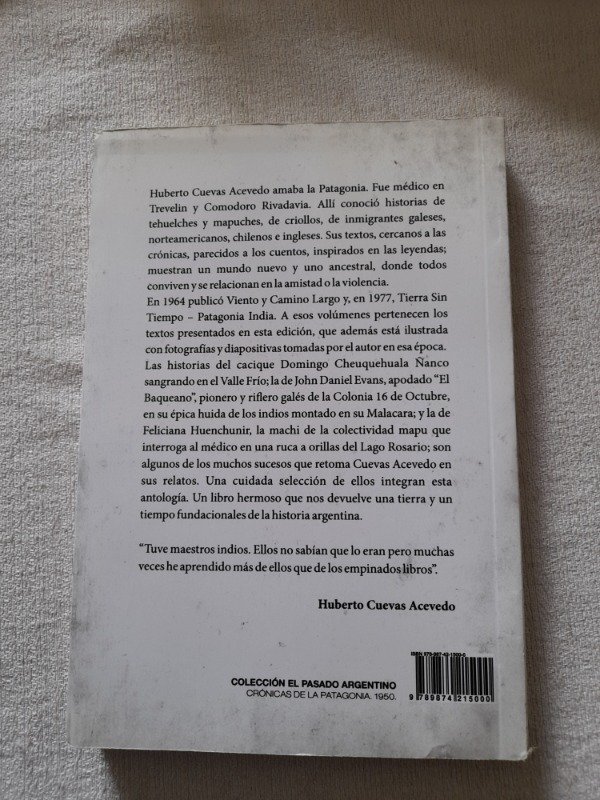 Huberto Cuevas Acevedo amaba la Patagonia. Fue médico en
Trevelin y Comodoro Rivadavia. Allí conoció historias de
tehuelches y mapuches, de criollos, de inmigrantes galeses,
norteamericanos, chilenos e ingleses. Sus textos, cercanos a las
crónicas, parecidos a los cuentos, inspirados en las leyendas;
muestran un mundo nuevo y uno ancestral, donde todos
conviven y se relacionan en la amistad o la violencia.
En 1964 publicó Viento y Camino Largo y, en 1977, Tierra Sin
Tiempo – Patagonia India. A esos volúmenes pertenecen los
textos presentados en esta edición, que además está ilustrada
con fotografías y diapositivas tomadas por el autor en esa época.
Las historias del cacique Domingo Cheuquehuala Ñanco
sangrando en el Valle Frío; la de John Daniel Evans, apodado “El
Baqueano”, pionero y riflero galés de la Colonia 16 de Octubre,
en su épica huida de los indios montado en su Malacara; y la de
Feliciana Huenchunir, la machi de la colectividad mapu que
interroga al médico en una ruca a orillas del Lago Rosario; son
algunos de los muchos sucesos que retoma Cuevas Acevedo en
sus relatos. Una cuidada selección de ellos integran esta
antología. Un libro hermoso que nos devuelve una tierra y un
tiempo fundacionales de la historia argentina.
“Tuve maestros indios. Ellos no sabían que lo eran pero muchas
veces he aprendido más de ellos que de los empinados libros”.
Huberto Cuevas Acevedo
COLECCIÓN EL PASADO ARGENTINO
CRÓNICAS DE LA PATAGONIA. 1950.
9 789874 215000